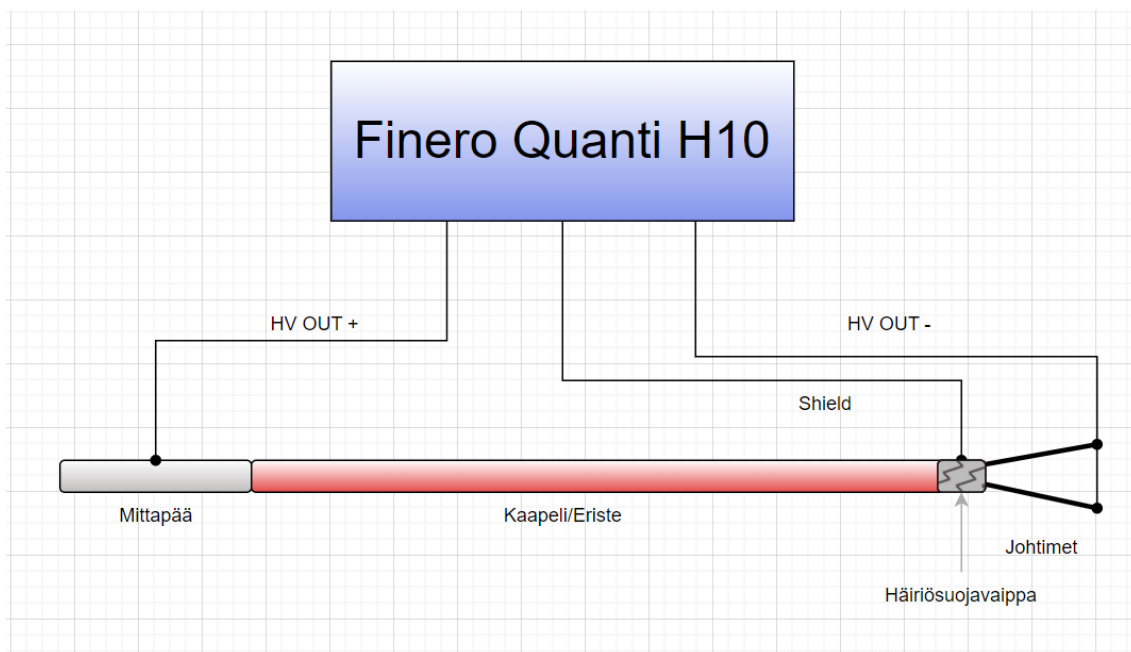 Finero Quanti H10
HV OUT +
HV OUT -
Shield
Mittapää
Kaapeli/Eriste
Johtimet
Häiriösuojavaippa